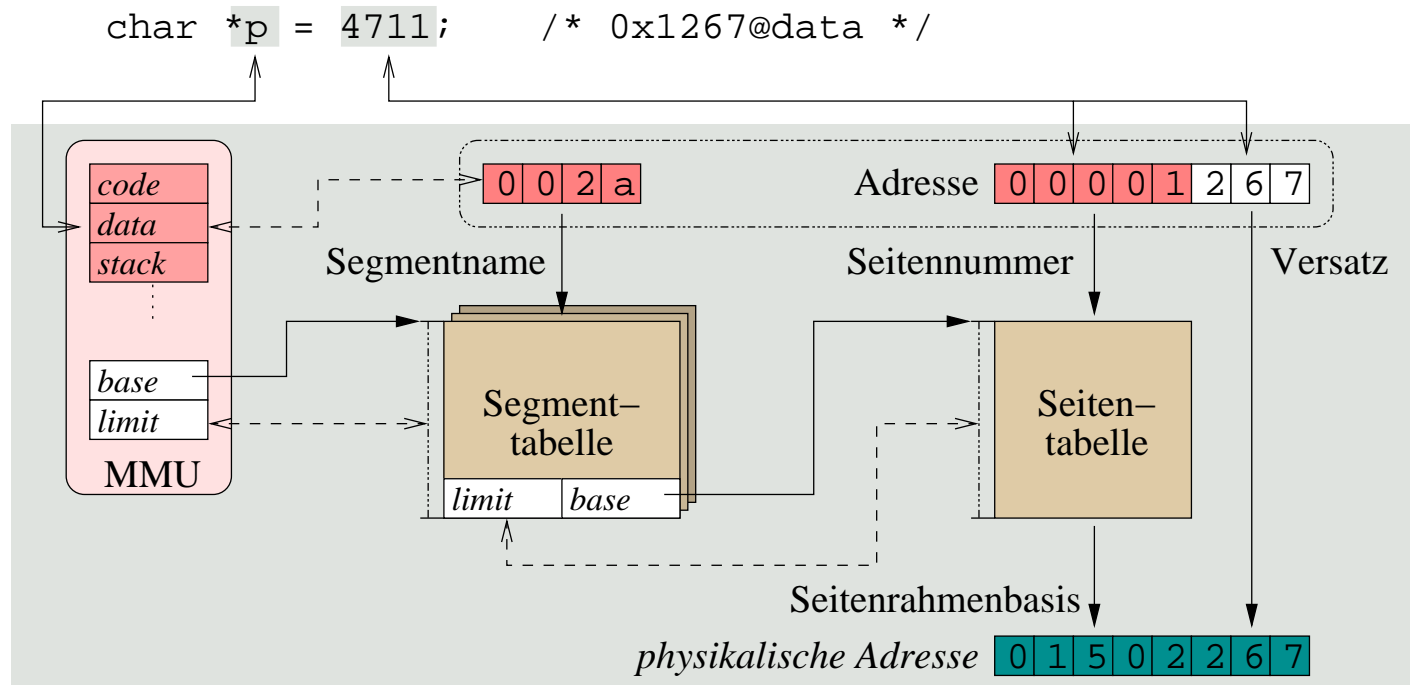 char *p = 4711;    /* 0x1267@data */
code
data
stack
base
limit
MMU
0 0 2 a
Adresse 0 0 0 0 1 2 6 7
Segmentname
Seitennummer
Versatz
Segment–
tabelle
limit base
Seiten–
tabelle
Seitenrahmenbasis
physikalische Adresse 0 1 5 0 2 2 6 7